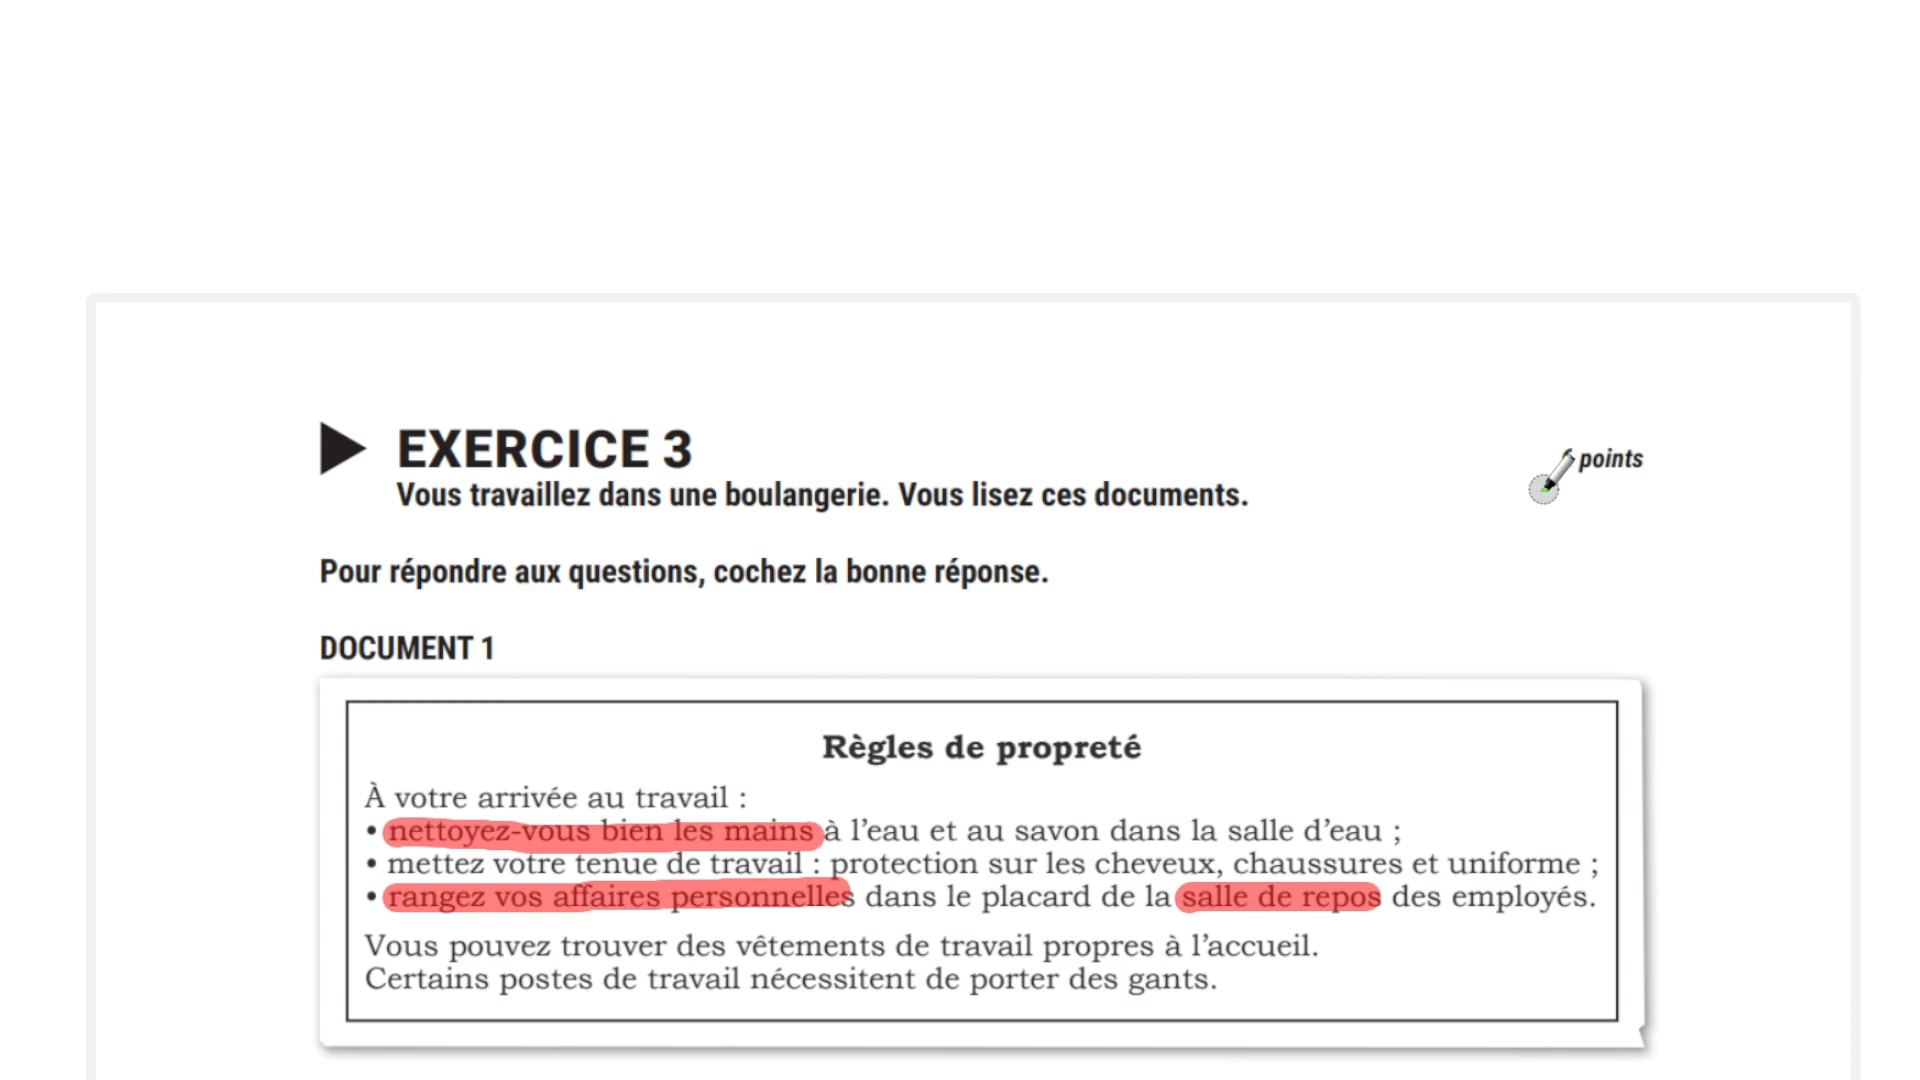 EXERCICE 3
points
Vous travaillez dans une boulangerie. Vous lisez ces documents.
Pour répondre aux questions, cochez la bonne réponse.
DOCUMENT 1
Règles de propreté
À votre arrivée au travail :
• nettoyez-vous bien les mains à l'eau et au savon dans la salle d'eau ;
• mettez votre tenue de travail : protection sur les cheveux, chaussures et uniforme ;
• rangez vos affaires personnelles dans le placard de la salle de repos des employés.
Vous pouvez trouver des vêtements de travail propres à l'accueil.
Certains postes de travail nécessitent de porter des gants.